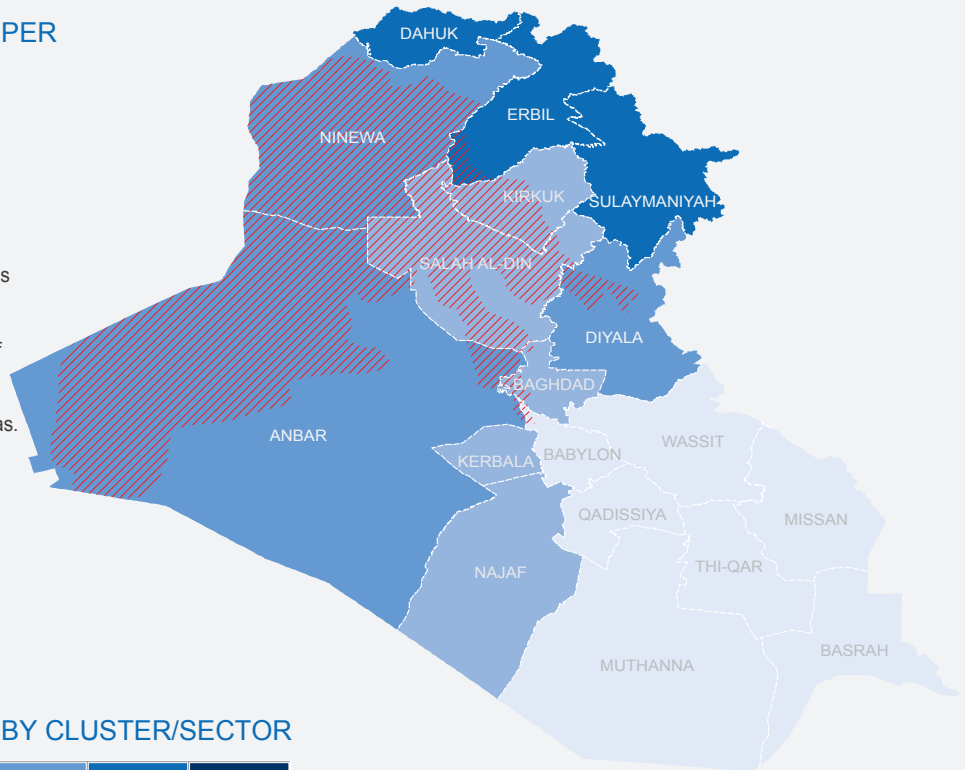 PER
DAHUK
ERBIL
NINEWA
KIRKUK
SULAYMANIYAH
SALAH AL-DIN
s
DIYALA
f
BAGHDAD
as.
ANBAR
WASSIT
BABYLON
KERBALA
QADISSIYA
MISSAN
THI-QAR
NAJAF
BASRAH
MUTHANNA
BY CLUSTER/SECTOR